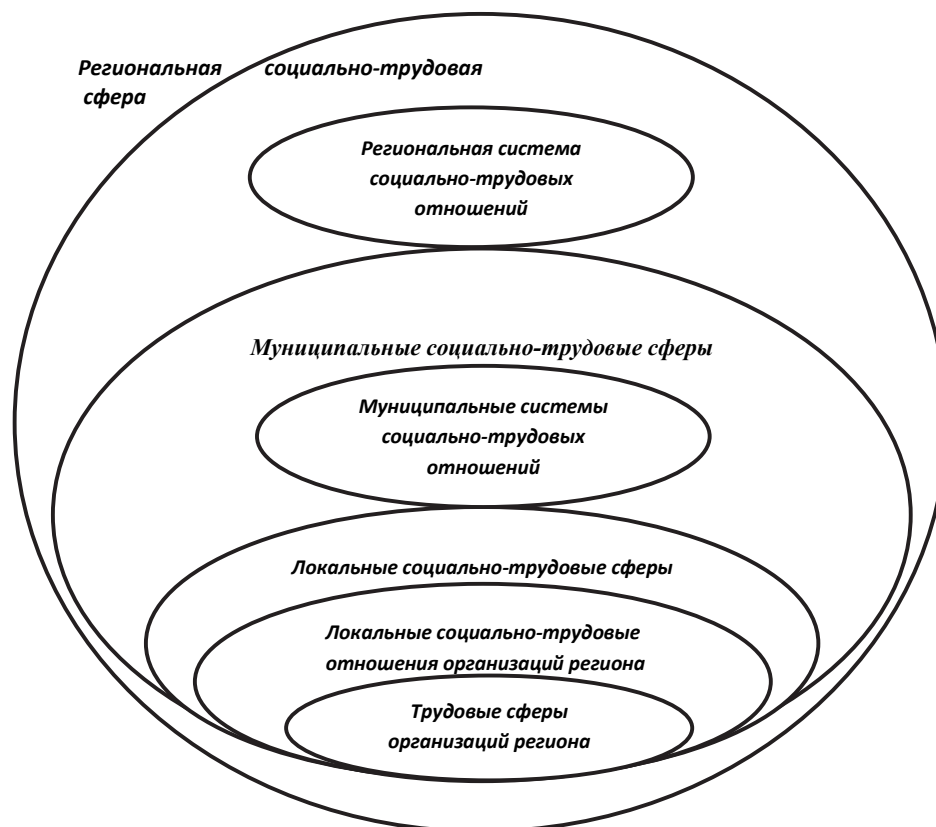 Региональная социально-трудовая
сфера
Региональная система
социально-трудовых
отношений
Муниципальные социально-трудовые сферы
Муниципальные системы
социально-трудовых
отношений
Локальные социально-трудовые сферы
Локальные социально-трудовые
отношения организаций региона
Трудовые сферы
организаций региона